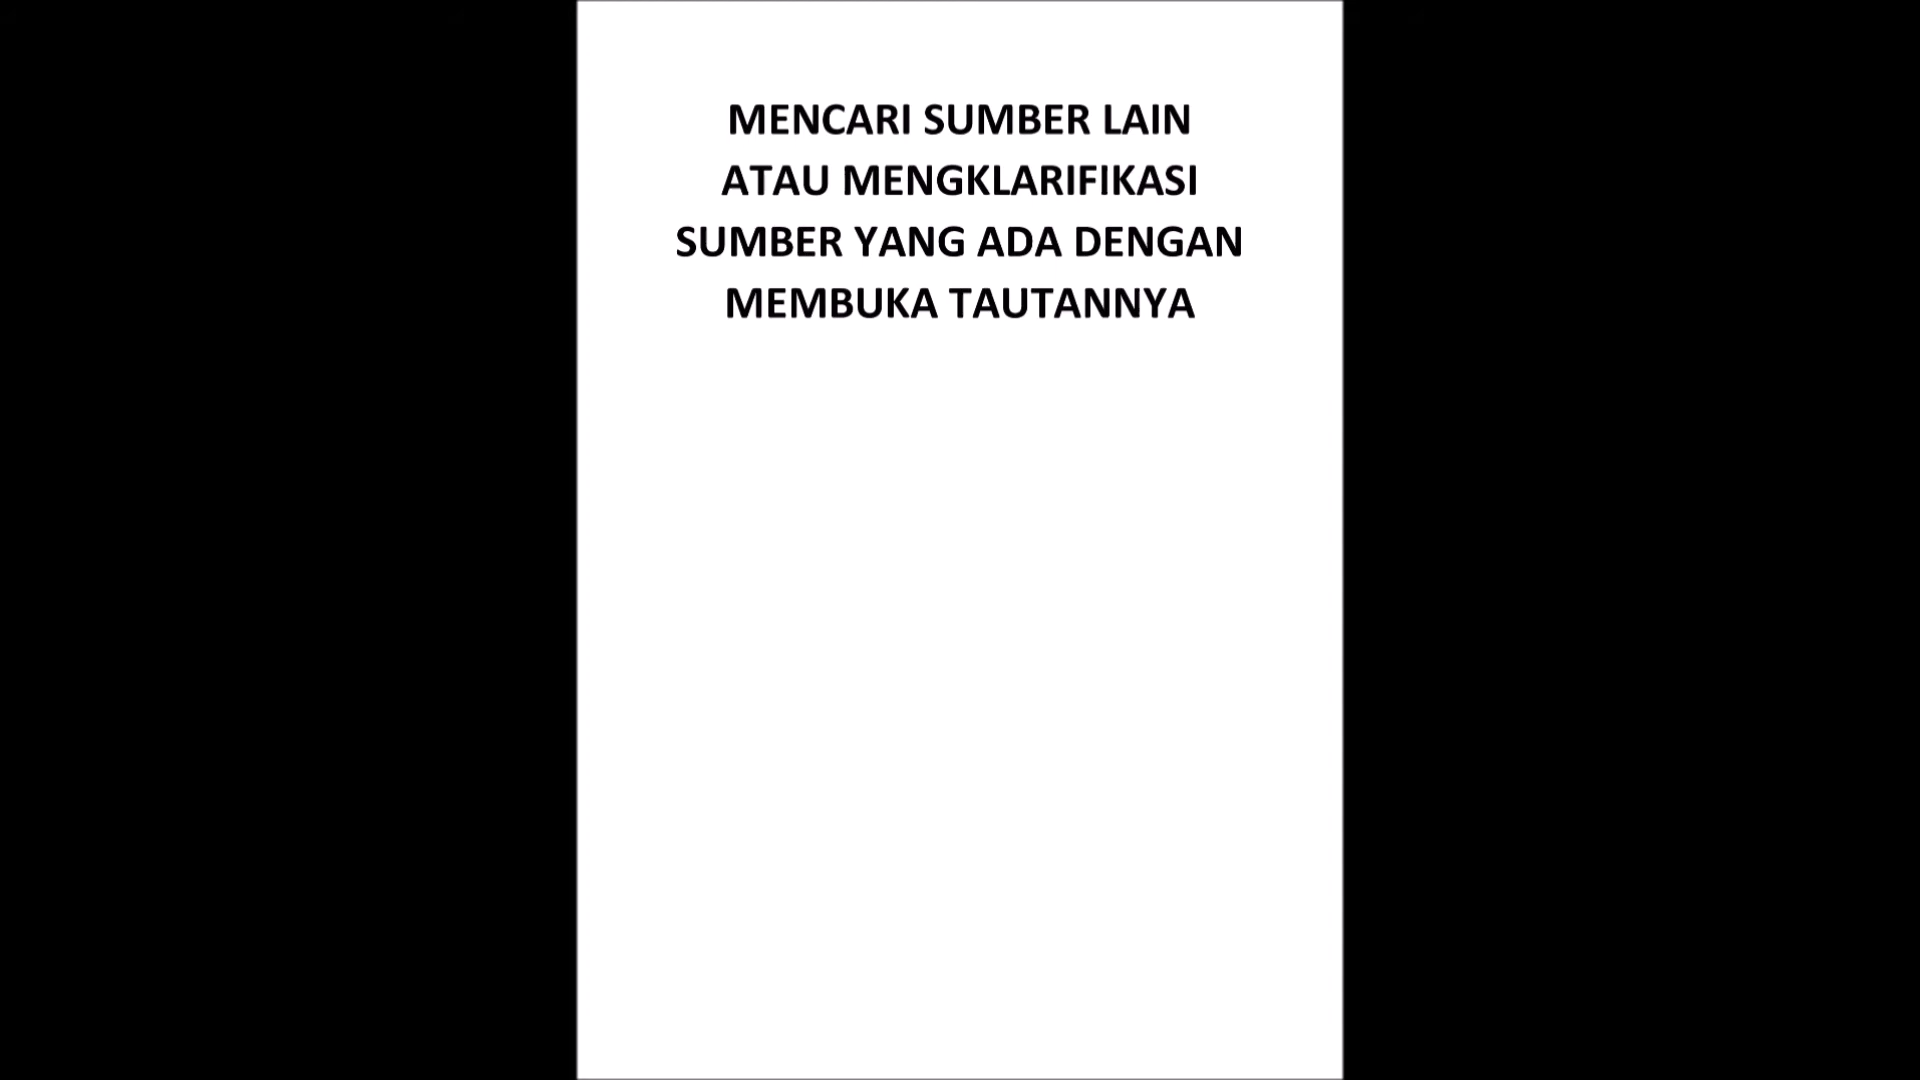 MENCARI SUMBER LAIN
ATAU MENGKLARIFIKASI
SUMBER YANG ADA DENGAN
MEMBUKA TAUTANNYA